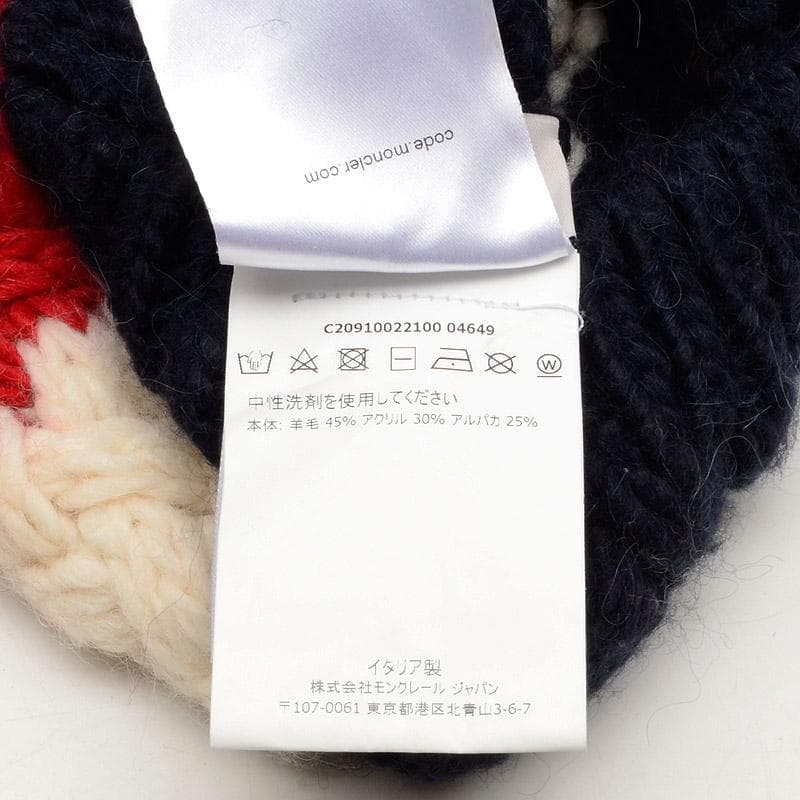 code.moncler.com
C20910022100 04649
W
中性洗剤を使用してください
本体: 羊毛 45% アクリル 30% アルパカ 25%
イタリア製
株式会社モンクレール ジャパン
〒107-0061 東京都港区北青山3-6-7